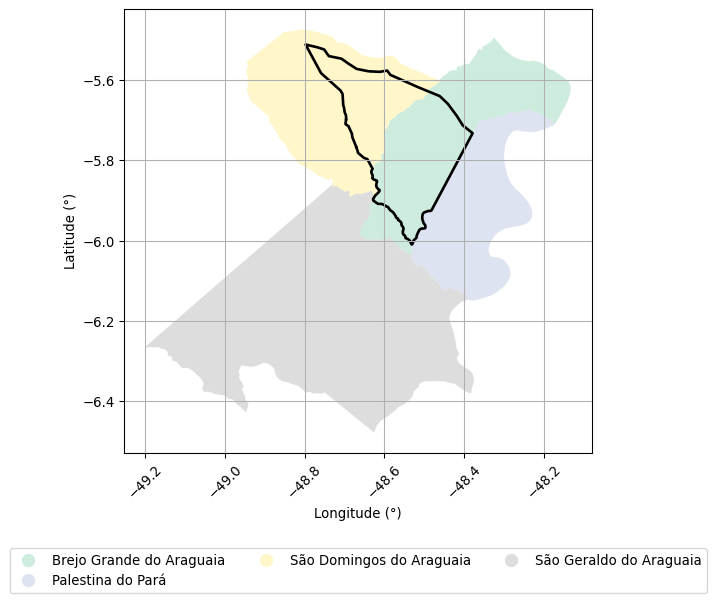 −5.6
−5.8
−6.0
−6.2
−6.4
Latitude (°)
−49.2 −49.0 −48.8 −48.6 −48.4 −48.2
Longitude (°)
Brejo Grande do Araguaia São Domingos do Araguaia São Geraldo do Araguaia
Palestina do Pará